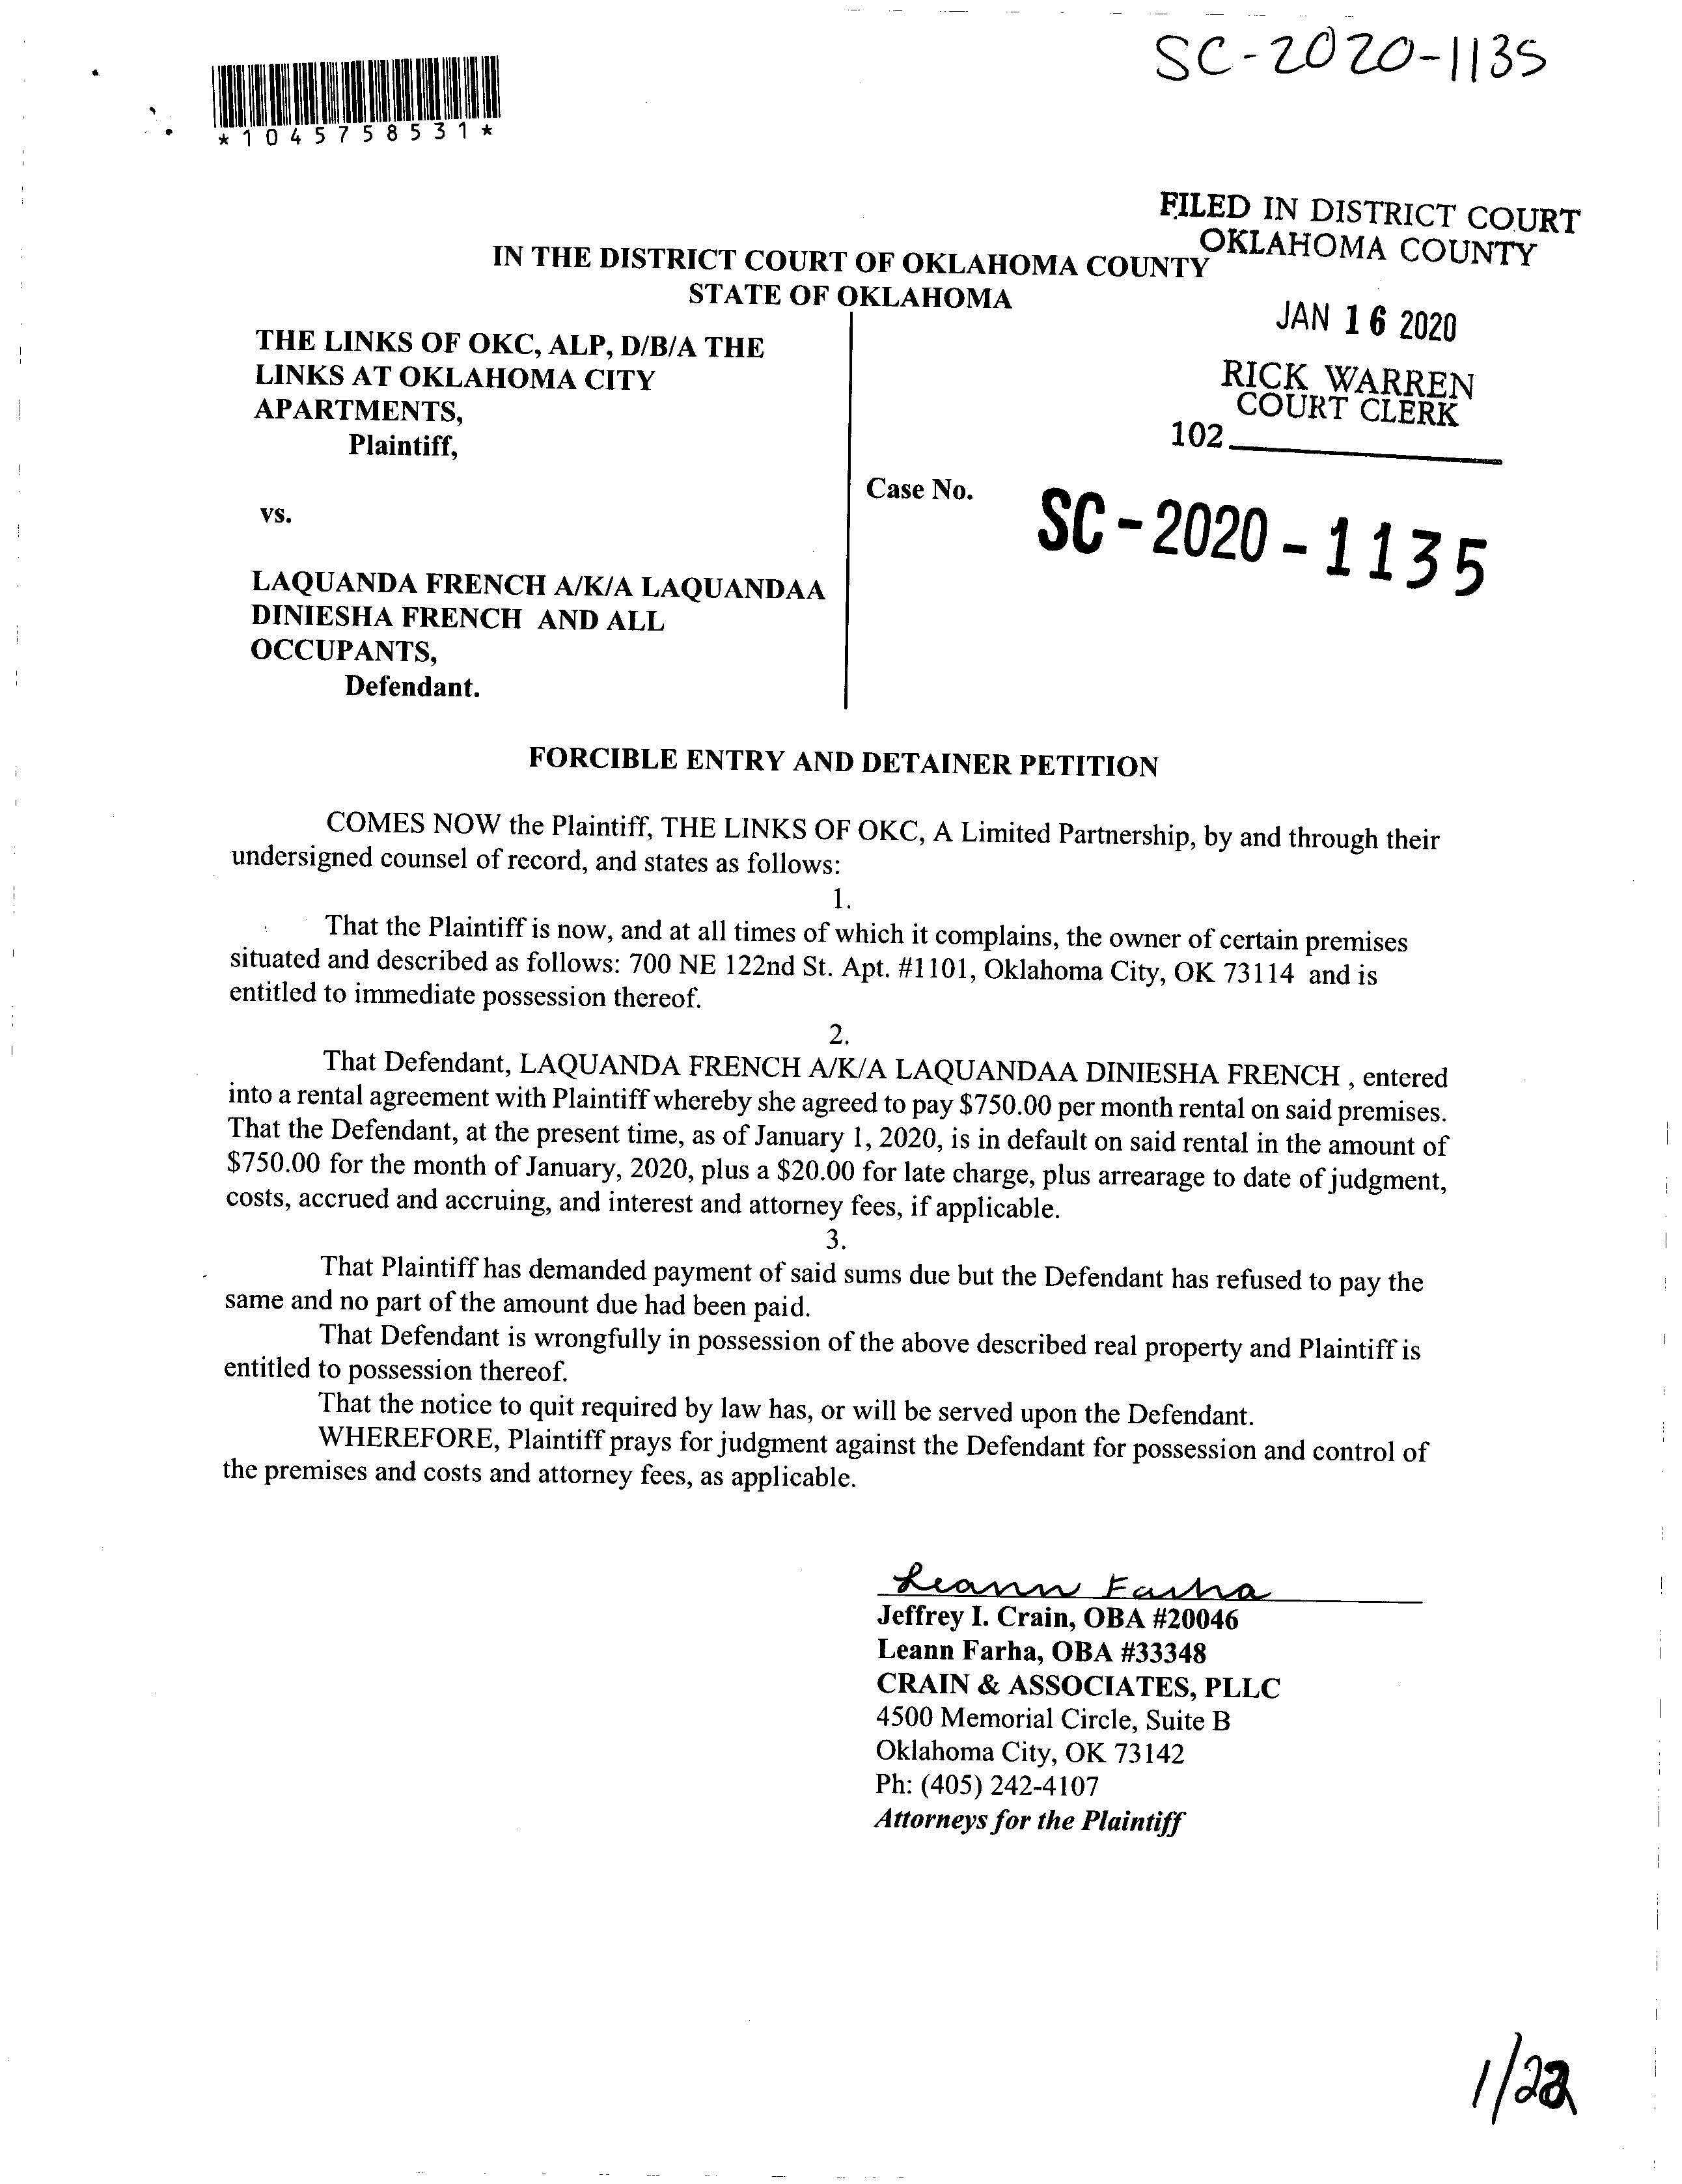 SC-2020-1135
*1045758531*
FILED IN DISTRICT COURT
OKLAHOMA COUNTY
IN THE DISTRICT COURT OF OKLAHOMA COUNTY
STATE OF OKLAHOMA
JAN 16 2020
RICK WARREN
COURT CLERK
102
THE LINKS OF OKC, ALP, D/B/A THE
LINKS AT OKLAHOMA CITY
APARTMENTS,
Plaintiff,
vs.
Case No.
SC-2020-1135
LAQUANDA FRENCH A/K/A LAQUANDAA
DINIESHA FRENCH AND ALL
OCCUPANTS,
Defendant.
FORCIBLE ENTRY AND DETAINER PETITION
COMES NOW the Plaintiff, THE LINKS OF OKC, A Limited Partnership, by and through their
undersigned counsel of record, and states as follows:
1.
That the Plaintiff is now, and at all times of which it complains, the owner of certain premises
situated and described as follows: 700 NE 122nd St. Apt. #1101, Oklahoma City, OK 73114 and is
entitled to immediate possession thereof.
2.
That Defendant, LAQUANDA FRENCH A/K/A LAQUANDAA DINIESHA FRENCH , entered
into a rental agreement with Plaintiff whereby she agreed to pay $750.00 per month rental on said premises.
That the Defendant, at the present time, as of January 1, 2020, is in default on said rental in the amount of
$750.00 for the month of January, 2020, plus a $20.00 for late charge, plus arrearage to date of judgment,
costs, accrued and accruing, and interest and attorney fees, if applicable.
3.
That Plaintiff has demanded payment of said sums due but the Defendant has refused to pay the
same and no part of the amount due had been paid.
That Defendant is wrongfully in possession of the above described real property and Plaintiff is
entitled to possession thereof.
That the notice to quit required by law has, or will be served upon the Defendant.
WHEREFORE, Plaintiff prays for judgment against the Defendant for possession and control of
the premises and costs and attorney fees, as applicable.
Leann Farha
Jeffrey I. Crain, OBA #20046
Leann Farha, OBA #33348
CRAIN & ASSOCIATES, PLLC
4500 Memorial Circle, Suite B
Oklahoma City, OK 73142
Ph: (405) 242-4107
Attorneys for the Plaintiff
1/22